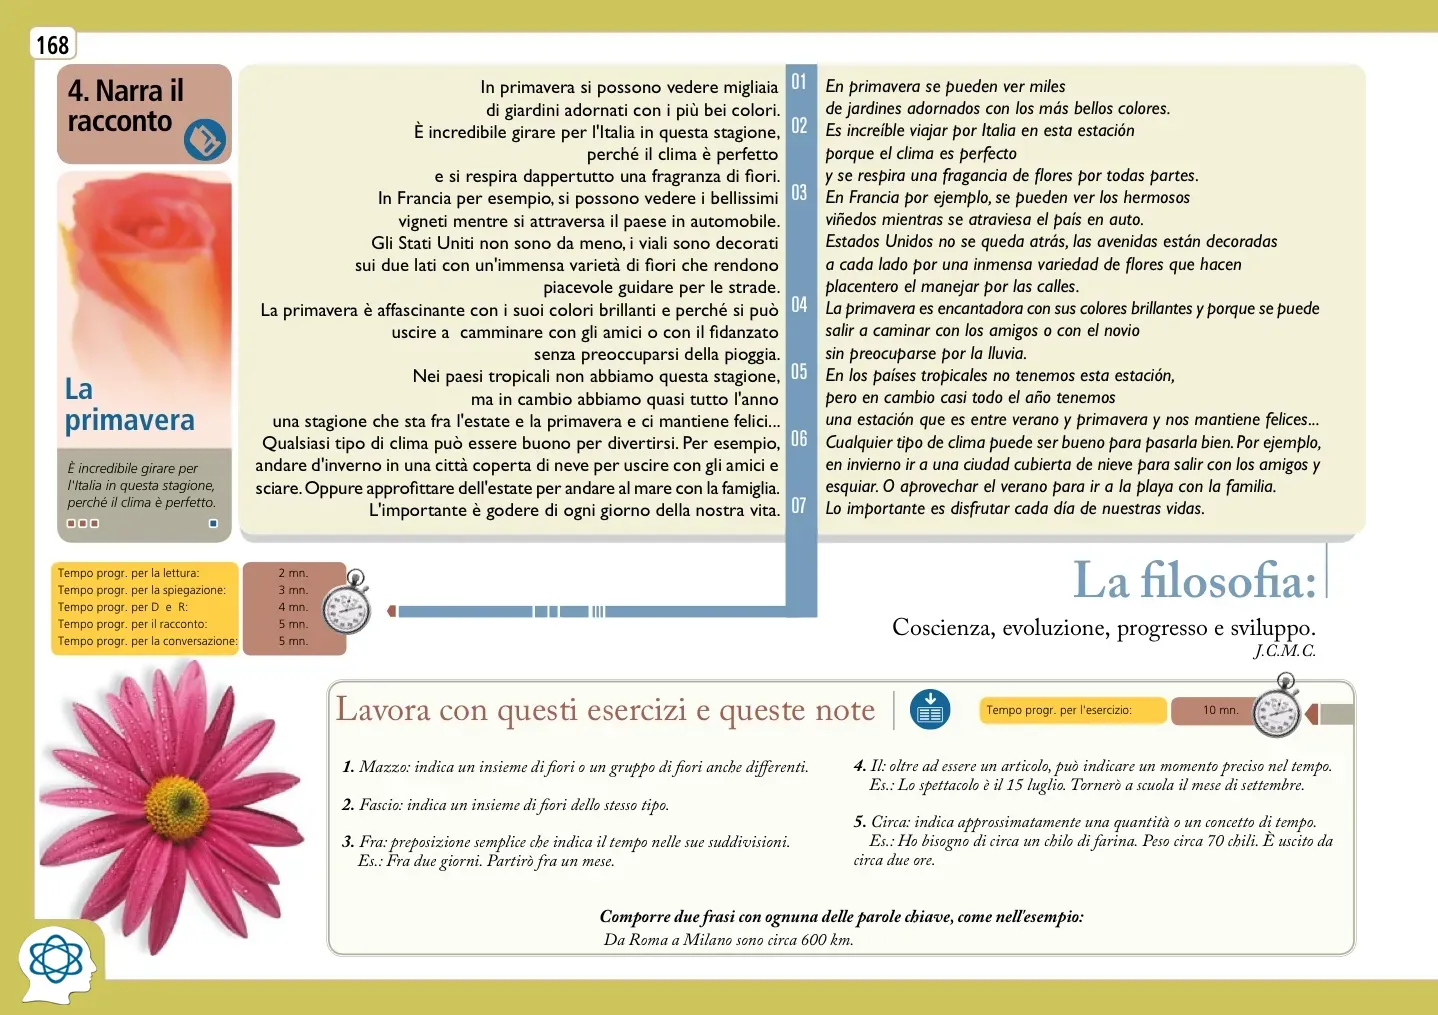 168
4. Narra il
racconto
La
primavera
È incredibile girare per
l'Italia in questa stagione,
perché il clima è perfetto.
In primavera si possono vedere migliaia
di giardini adornati con i più bei colori.
È incredibile girare per l'Italia in questa stagione,
perché il clima è perfetto
e si respira dappertutto una fragranza di fiori.
In Francia per esempio, si possono vedere i bellissimi
vigneti mentre si attraversa il paese in automobile.
Gli Stati Uniti non sono da meno, i viali sono decorati
sui due lati con un'immensa varietà di fiori che rendono
piacevole guidare per le strade.
La primavera è affascinante con i suoi colori brillanti e perché si può
uscire a camminare con gli amici o con il fidanzato
senza preoccuparsi della pioggia.
Nei paesi tropicali non abbiamo questa stagione,
ma in cambio abbiamo quasi tutto l'anno
una stagione che sta fra l'estate e la primavera e ci mantiene felici...
Qualsiasi tipo di clima può essere buono per divertirsi. Per esempio,
andare d'inverno in una città coperta di neve per uscire con gli amici e
sciare. Oppure approfittare dell'estate per andare al mare con la famiglia.
L'importante è godere di ogni giorno della nostra vita.
01
02
03
04
05
06
07
En primavera se pueden ver miles
de jardines adornados con los más bellos colores.
Es increíble viajar por Italia en esta estación
porque el clima es perfecto
y se respira una fragancia de flores por todas partes.
En Francia por ejemplo, se pueden ver los hermosos
viñedos mientras se atraviesa el país en auto.
Estados Unidos no se queda atrás, las avenidas están decoradas
a cada lado por una inmensa variedad de flores que hacen
placentero el manejar por las calles.
La primavera es encantadora con sus colores brillantes y porque se puede
salir a caminar con los amigos o con el novio
sin preocuparse por la lluvia.
En los países tropicales no tenemos esta estación,
pero en cambio casi todo el año tenemos
una estación que es entre verano y primavera y nos mantiene felices...
Cualquier tipo de clima puede ser bueno para pasarla bien. Por ejemplo,
en invierno ir a una ciudad cubierta de nieve para salir con los amigos y
esquiar. O aprovechar el verano para ir a la playa con la familia.
Lo importante es disfrutar cada día de nuestras vidas.
Tempo progr. per la lettura: 2 mn.
Tempo progr. per la spiegazione: 3 mn.
Tempo progr. per D e R: 4 mn.
Tempo progr. per il racconto: 5 mn.
Tempo progr. per la conversazione: 5 mn.
La filosofia:
Coscienza, evoluzione, progresso e sviluppo.
J.C.M.C.
Lavora con questi esercizi e queste note
Tempo progr. per l'esercizio: 10 mn.
1. Mazzo: indica un insieme di fiori o un gruppo di fiori anche differenti.
2. Fascio: indica un insieme di fiori dello stesso tipo.
3. Fra: preposizione semplice che indica il tempo nelle sue suddivisioni.
Es.: Fra due giorni. Partirò fra un mese.
4. Il: oltre ad essere un articolo, può indicare un momento preciso nel tempo.
Es.: Lo spettacolo è il 15 luglio. Tornerò a scuola il mese di settembre.
5. Circa: indica approssimatamente una quantità o un concetto di tempo.
Es.: Ho bisogno di circa un chilo di farina. Peso circa 70 chili. È uscito da
circa due ore.
Comporre due frasi con ognuna delle parole chiave, come nell'esempio:
Da Roma a Milano sono circa 600 km.